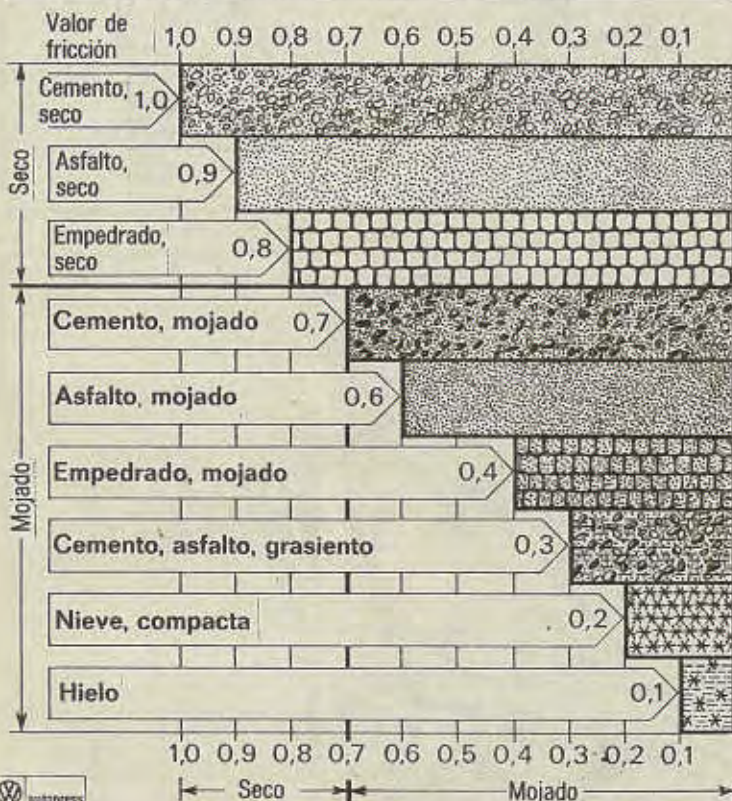 Valor de
fricción
1,0 0,9 0,8 0,7 0,6 0,5 0,4 0,3 0,2 0,1
Seco
Cemento,
seco
1,0
Asfalto,
seco
0,9
Empedrado,
seco
0,8
Mojado
Cemento, mojado 0,7
Asfalto, mojado 0,6
Empedrado, mojado 0,4
Cemento, asfalto, grasiento 0,3
Nieve, compacta 0,2
Hielo 0,1
1,0 0,9 0,8 0,7 0,6 0,5 0,4 0,3 0,2 0,1
Seco Mojado